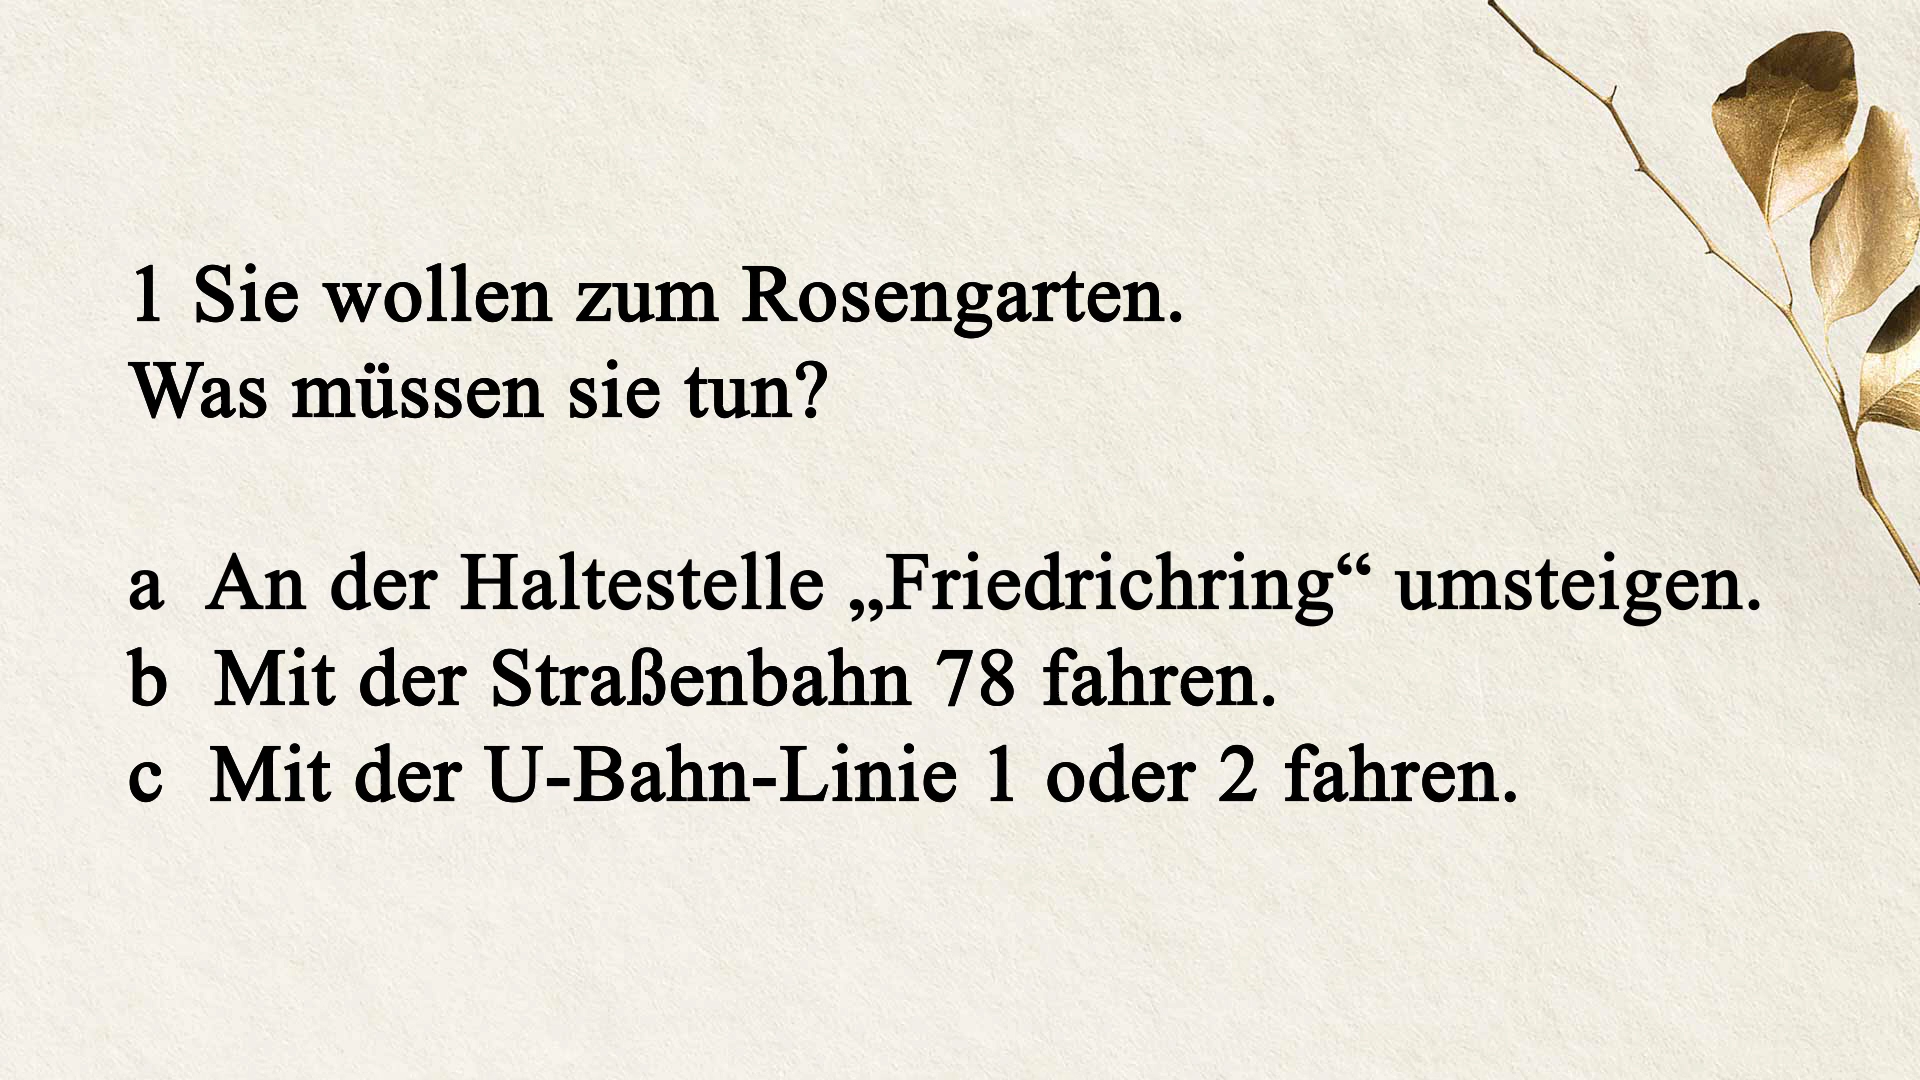 1 Sie wollen zum Rosengarten.
Was müssen sie tun?
a An der Haltestelle „Friedrichring“ umsteigen.
b Mit der Straßenbahn 78 fahren.
c Mit der U-Bahn-Linie 1 oder 2 fahren.